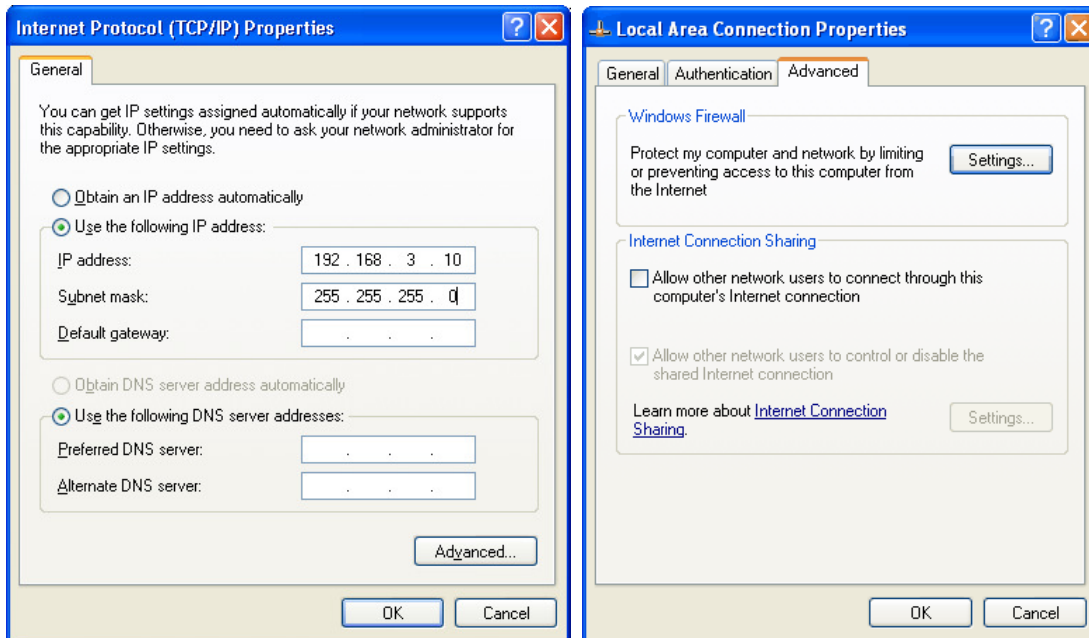 Internet Protocol (TCP/IP) Properties
General
You can get IP settings assigned automatically if your network supports
this capability. Otherwise, you need to ask your network administrator for
the appropriate IP settings.
Obtain an IP address automatically
Use the following IP address:
IP address:
192 . 168 . 3 . 10
Subnet mask:
255 . 255 . 255 . 0
Default gateway:
. . .
Obtain DNS server address automatically
Use the following DNS server addresses:
Preferred DNS server:
. . .
Alternate DNS server:
. . .
Advanced...
OK
Cancel
Local Area Connection Properties
General
Authentication
Advanced
Windows Firewall
Protect my computer and network by limiting
or preventing access to this computer from
the Internet
Settings...
Internet Connection Sharing
Allow other network users to connect through this
computer's Internet connection
Allow other network users to control or disable the
shared Internet connection
Learn more about Internet Connection
Sharing.
Settings...
OK
Cancel